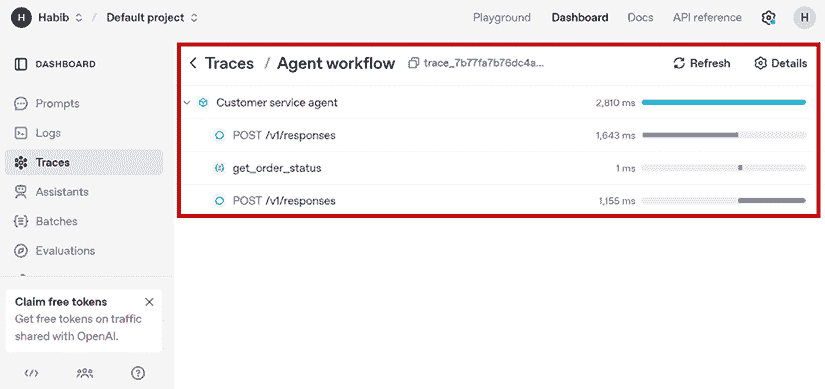 H Habib / Default project
Playground Dashboard Docs API reference H
DASHBOARD
Prompts
Logs
Traces
Assistants
Batches
Evaluations
Claim free tokens
Get free tokens on traffic
shared with OpenAI.
Traces / Agent workflow trace_7b77fa7b76dc4a... Refresh Details
Customer service agent 2,810 ms
POST /v1/responses 1,643 ms
get_order_status 1 ms
POST /v1/responses 1,155 ms